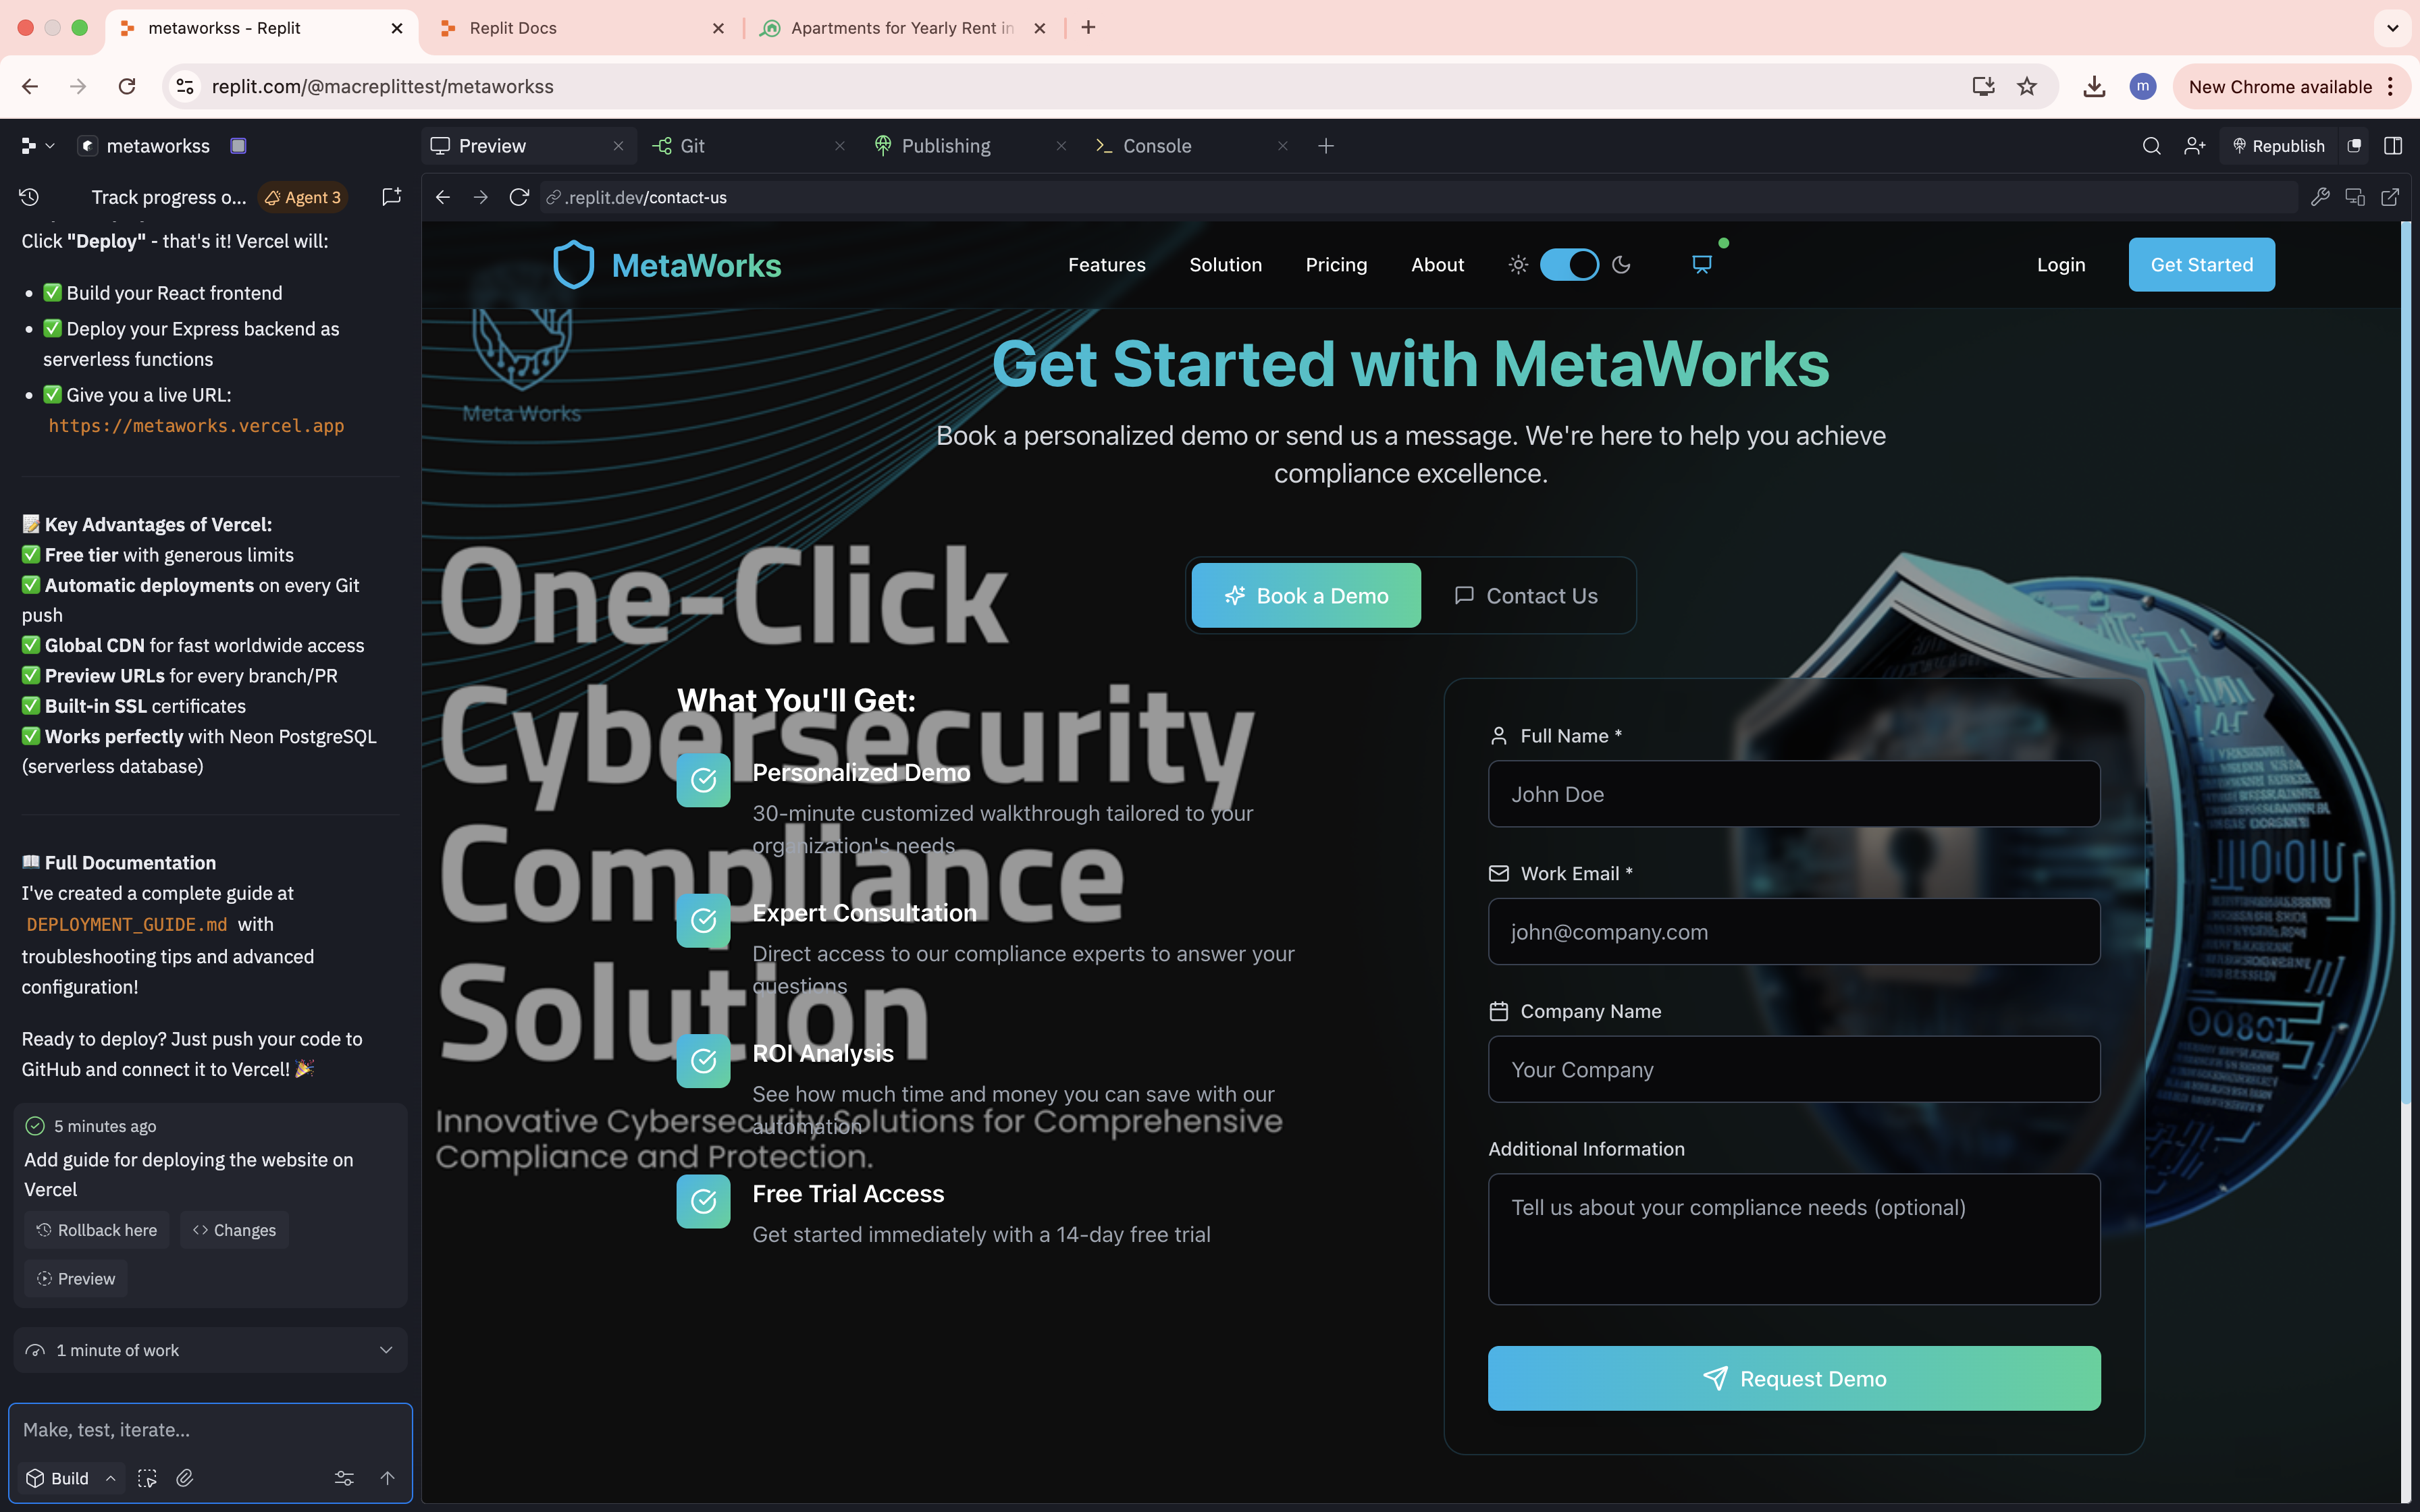 metaworkss - Replit
Replit Docs
Apartments for Yearly Rent in
replit.com/@macreplittest/metaworkss
m
New Chrome available
metaworkss
Preview
Git
Publishing
Console
Republish
Track progress o...
Agent 3
.replit.dev/contact-us
Click "Deploy" - that's it! Vercel will:
• ✅ Build your React frontend
• ✅ Deploy your Express backend as
serverless functions
• ✅ Give you a live URL:
https://metaworks.vercel.app
📝 Key Advantages of Vercel:
✅ Free tier with generous limits
✅ Automatic deployments on every Git
push
✅ Global CDN for fast worldwide access
✅ Preview URLs for every branch/PR
✅ Built-in SSL certificates
✅ Works perfectly with Neon PostgreSQL
(serverless database)
📖 Full Documentation
I've created a complete guide at
DEPLOYMENT_GUIDE.md with
troubleshooting tips and advanced
configuration!
Ready to deploy? Just push your code to
GitHub and connect it to Vercel! 🎉
5 minutes ago
Add guide for deploying the website on
Vercel
Rollback here
Changes
Preview
1 minute of work
Make, test, iterate...
Build
MetaWorks
Features
Solution
Pricing
About
Login
Get Started
Meta Works
Get Started with MetaWorks
Book a personalized demo or send us a message. We're here to help you achieve
compliance excellence.
Book a Demo
Contact Us
One-Click
Cybersecurity
Compliance
Solution
Innovative Cybersecurity Solutions for Comprehensive
Compliance and Protection.
What You'll Get:
Personalized Demo
30-minute customized walkthrough tailored to your
organization's needs
Expert Consultation
Direct access to our compliance experts to answer your
questions
ROI Analysis
See how much time and money you can save with our
automation
Free Trial Access
Get started immediately with a 14-day free trial
Full Name *
John Doe
Work Email *
john@company.com
Company Name
Your Company
Additional Information
Tell us about your compliance needs (optional)
Request Demo